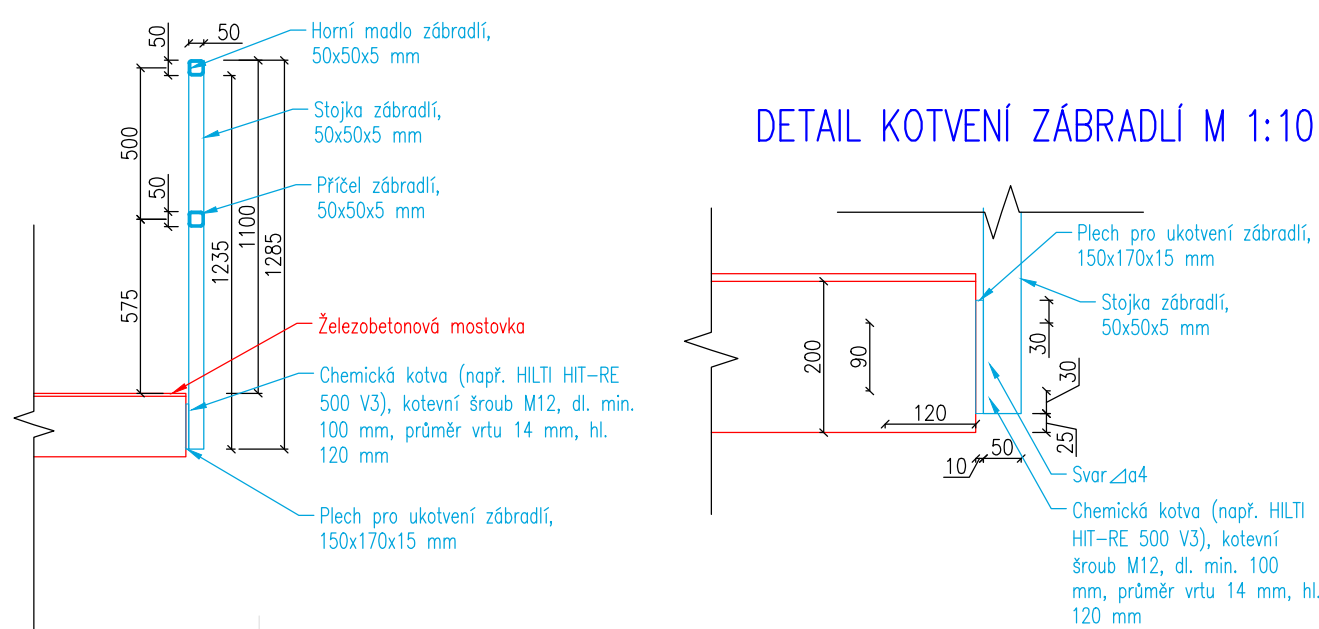 50
50
Horní madlo zábradlí,
50x50x5 mm
500
Stojka zábradlí,
50x50x5 mm
50
Příčel zábradlí,
50x50x5 mm
1235
1100
1285
575
Železobetonová mostovka
Chemická kotva (např. HILTI HIT-RE
500 V3), kotevní šroub M12, dl. min.
100 mm, průměr vrtu 14 mm, hl.
120 mm
Plech pro ukotvení zábradlí,
150x170x15 mm
DETAIL KOTVENÍ ZÁBRADLÍ M 1:10
Plech pro ukotvení zábradlí,
150x170x15 mm
Stojka zábradlí,
50x50x5 mm
200
90
30
30
120
25
10
50
Svar⊿a4
Chemická kotva (např. HILTI
HIT-RE 500 V3), kotevní
šroub M12, dl. min. 100
mm, průměr vrtu 14 mm, hl.
120 mm